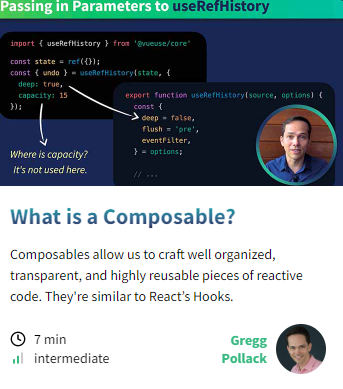 Passing in Parameters to useRefHistory
import { useRefHistory } from '@vueuse/core'
const state = ref({});
const { undo } = useRefHistory(state, {
deep: true,
capacity: 15
});
export function useRefHistory(source, options) {
const {
deep = false,
flush = 'pre',
eventFilter,
} = options;
// ...
Where is capacity?
It's not used here.
What is a Composable?
Composables allow us to craft well organized,
transparent, and highly reusable pieces of reactive
code. They're similar to React's Hooks.
7 min
intermediate
Gregg
Pollack